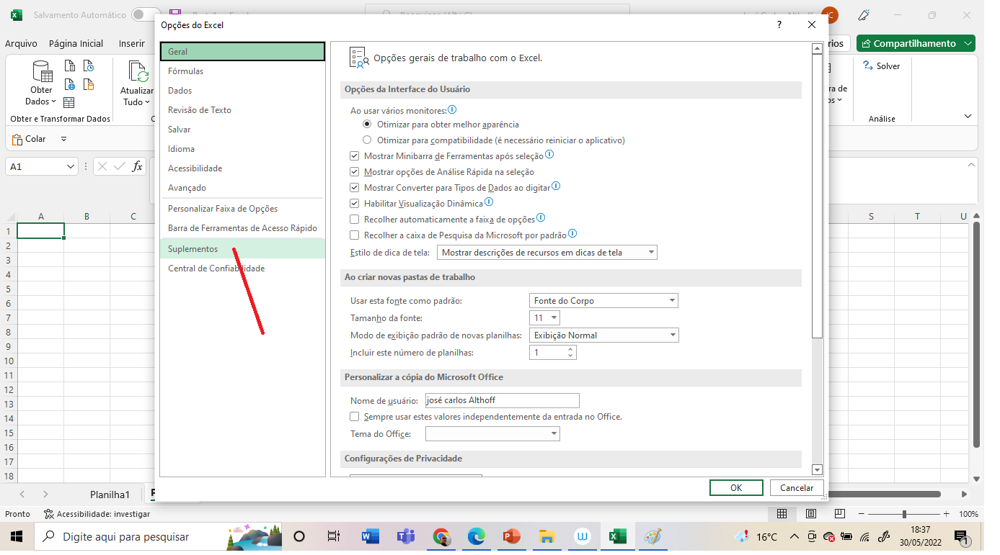 Salvamento Automático
Opções do Excel
?
Arquivo
Página Inicial
Inserir
Compartilhamento
Obter
Dados
Atualizar
Tudo
Obter e Transformar Dados
Solver
Análise
Colar
A1
fx
Geral
Fórmulas
Dados
Revisão de Texto
Salvar
Idioma
Acessibilidade
Avançado
Personalizar Faixa de Opções
Barra de Ferramentas de Acesso Rápido
Suplementos
Central de Confiabilidade
Opções gerais de trabalho com o Excel.
Opções da Interface do Usuário
Ao usar vários monitores:
Otimizar para obter melhor aparência
Otimizar para compatibilidade (é necessário reiniciar o aplicativo)
Mostrar Minibarra de Ferramentas após seleção
Mostrar opções de Análise Rápida na seleção
Mostrar Converter para Tipos de Dados ao digitar
Habilitar Visualização Dinâmica
Recolher automaticamente a faixa de opções
Recolher a caixa de Pesquisa da Microsoft por padrão
Estilo de dica de tela: Mostrar descrições de recursos em dicas de tela
Ao criar novas pastas de trabalho
Usar esta fonte como padrão: Fonte do Corpo
Tamanho da fonte: 11
Modo de exibição padrão de novas planilhas: Exibição Normal
Incluir este número de planilhas: 1
Personalizar a cópia do Microsoft Office
Nome de usuário: josé carlos Althoff
Sempre usar estes valores independentemente da entrada no Office.
Tema do Office:
Configurações de Privacidade
OK
Cancelar
A B C S T U
1
2
3
4
5
6
7
8
9
10
11
12
13
14
15
16
17
18
Planilha1
Pronto
Acessibilidade: investigar
100%
Digite aqui para pesquisar
16°C
18:37
30/05/2022
1